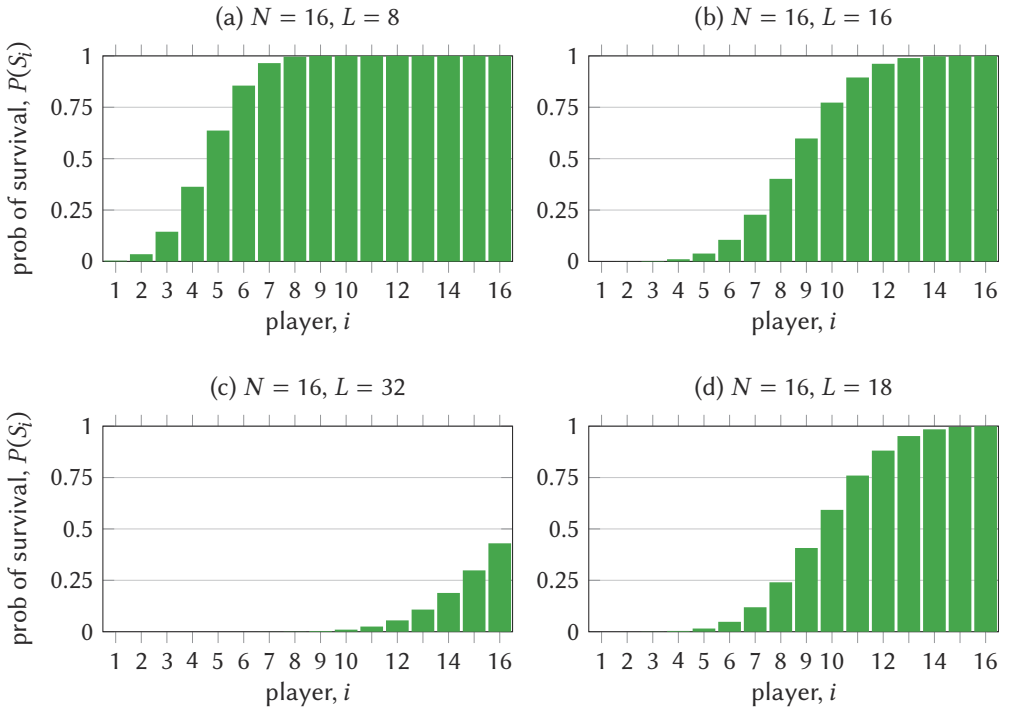 (a) N = 16, L = 8
prob of survival, P(S_i)
1
0.75
0.5
0.25
0
1 2 3 4 5 6 7 8 9 10 12 14 16
player, i
(b) N = 16, L = 16
1
0.75
0.5
0.25
0
1 2 3 4 5 6 7 8 9 10 12 14 16
player, i
(c) N = 16, L = 32
prob of survival, P(S_i)
1
0.75
0.5
0.25
0
1 2 3 4 5 6 7 8 9 10 12 14 16
player, i
(d) N = 16, L = 18
1
0.75
0.5
0.25
0
1 2 3 4 5 6 7 8 9 10 12 14 16
player, i